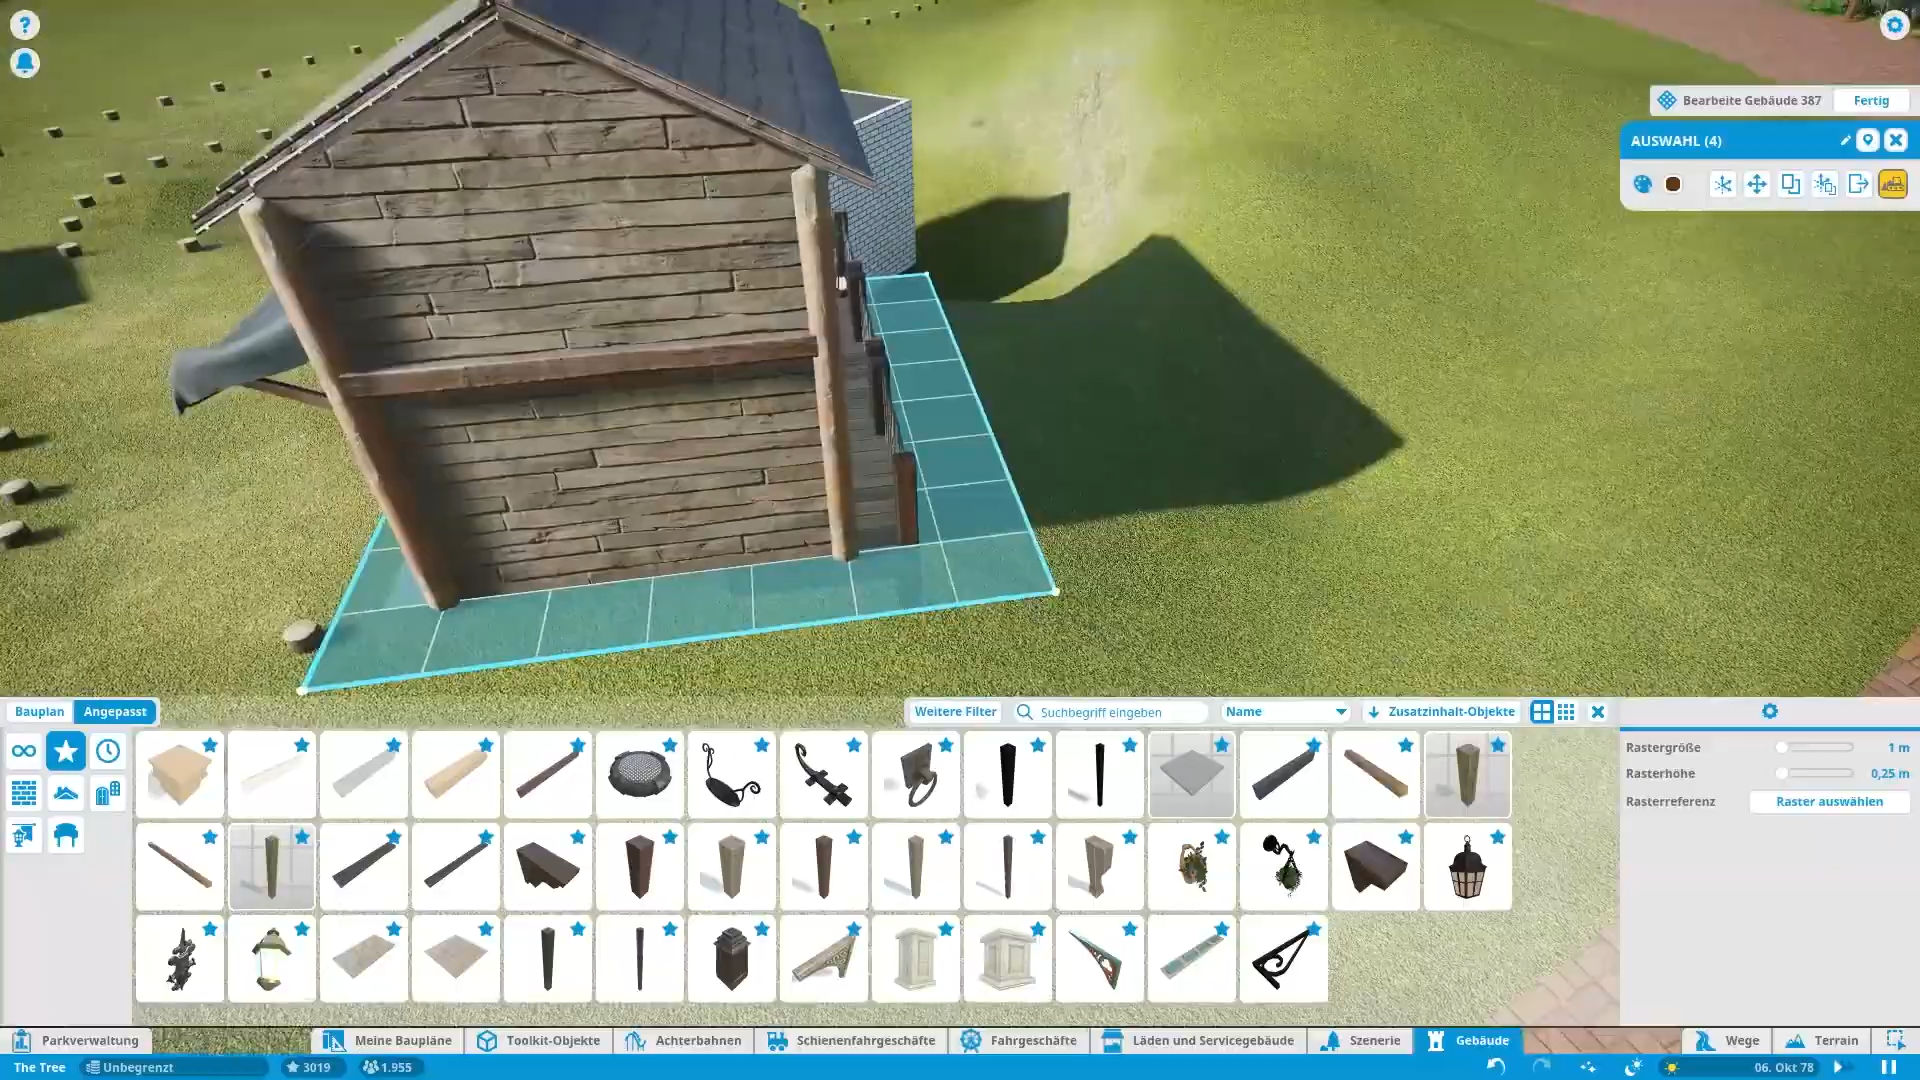 ?
Bearbeite Gebäude 387
Fertig
AUSWAHL (4)
Bauplan
Angepasst
Weitere Filter
Suchbegriff eingeben
Name
Zusatzinhalt-Objekte
Rastergröße
1 m
Rasterhöhe
0,25 m
Rasterreferenz
Raster auswählen
Parkverwaltung
Meine Baupläne
Toolkit-Objekte
Achterbahnen
Schienenfahrgeschäfte
Fahrgeschäfte
Läden und Servicegebäude
Szenerie
Gebäude
Wege
Terrain
The Tree
Unbegrenzt
3019
1.955
06. Okt 78